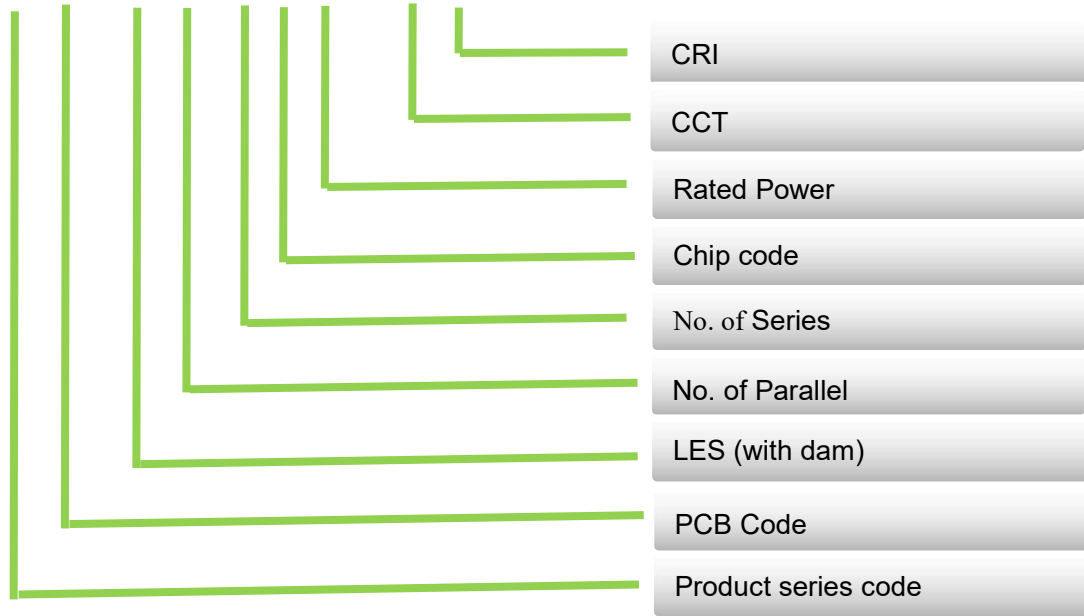 CRI
CCT
Rated Power
Chip code
No. of Series
No. of Parallel
LES (with dam)
PCB Code
Product series code